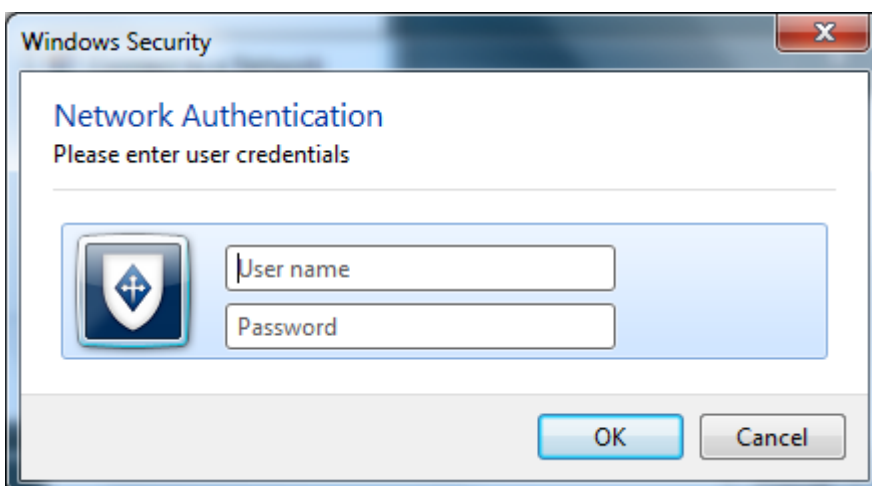 Windows Security
Network Authentication
Please enter user credentials
User name
Password
OK
Cancel